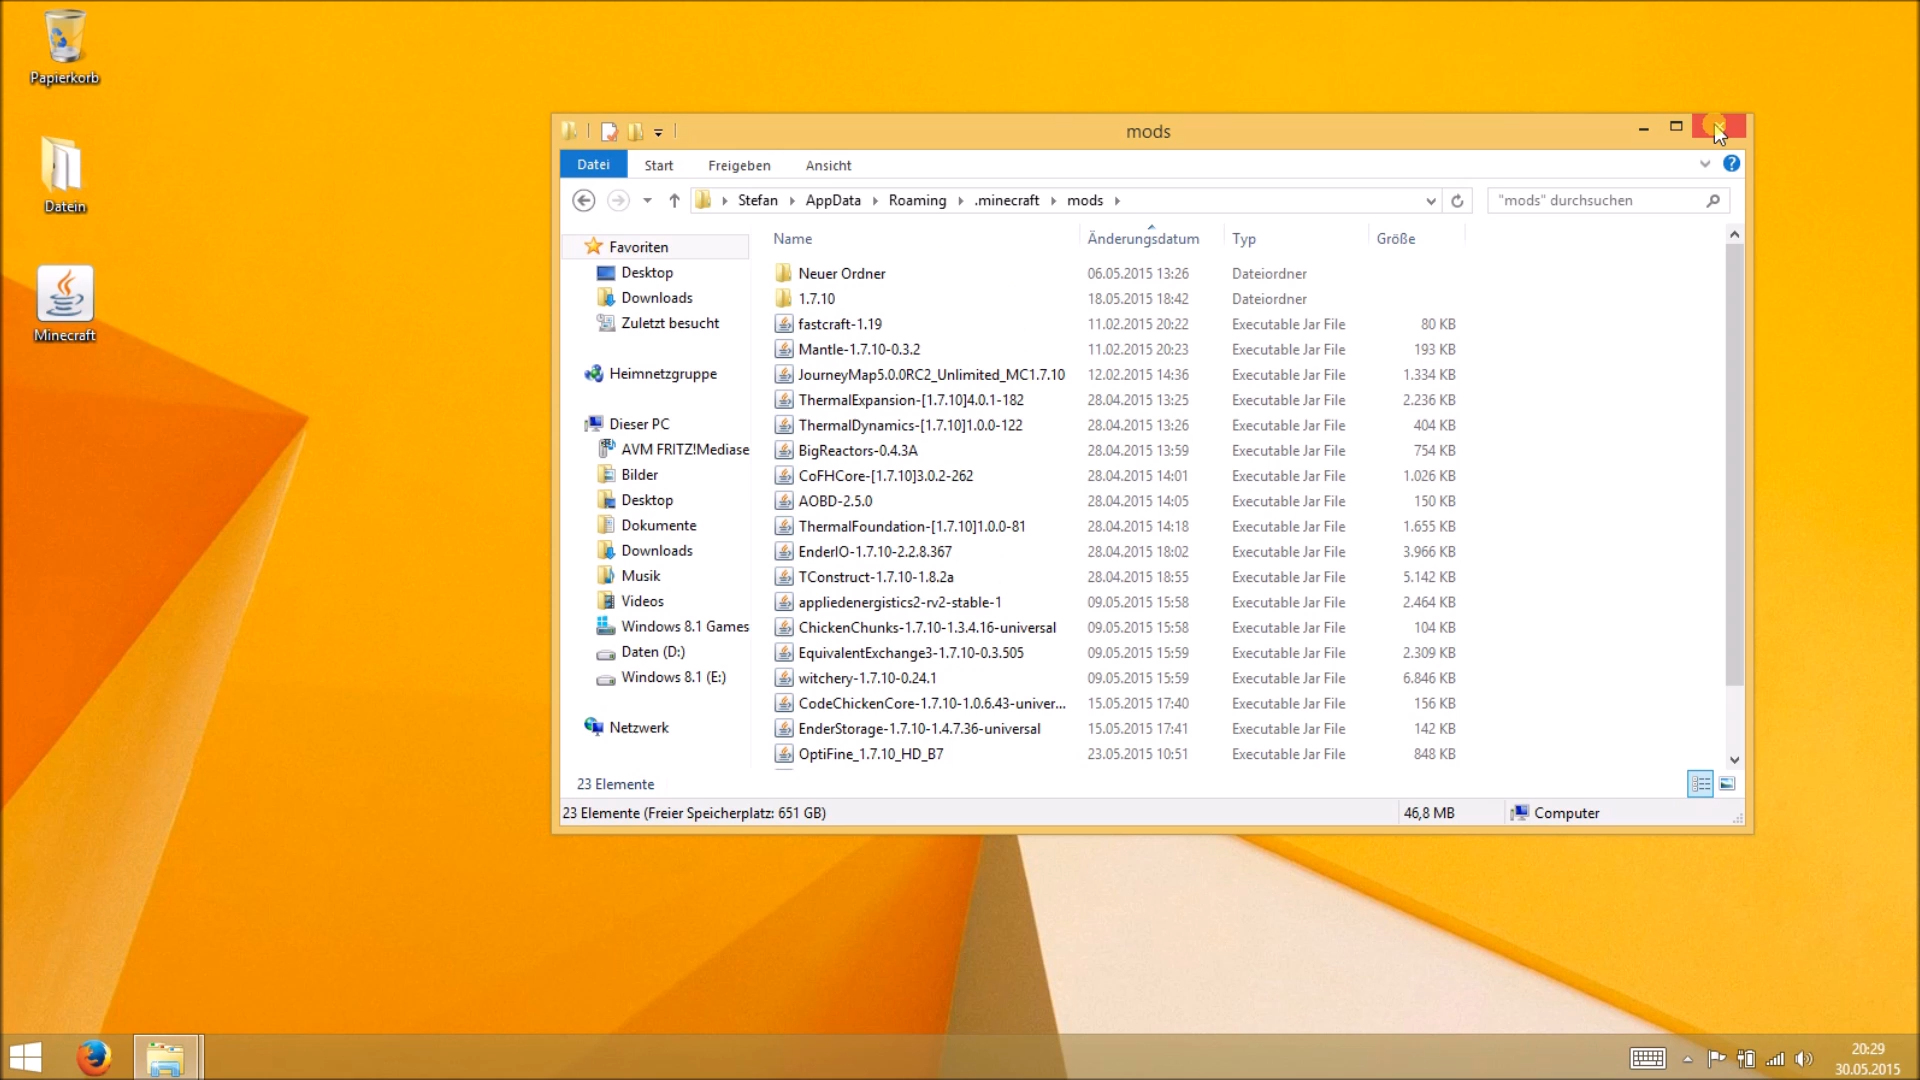 Papierkorb
Datein
Minecraft
mods
Datei Start Freigeben Ansicht
Stefan AppData Roaming .minecraft mods "mods" durchsuchen
Favoriten
Desktop
Downloads
Zuletzt besucht
Heimnetzgruppe
Dieser PC
AVM FRITZ!Mediase
Bilder
Desktop
Dokumente
Downloads
Musik
Videos
Windows 8.1 Games
Daten (D:)
Windows 8.1 (E:)
Netzwerk
Name Änderungsdatum Typ Größe
Neuer Ordner 06.05.2015 13:26 Dateiordner
1.7.10 18.05.2015 18:42 Dateiordner
fastcraft-1.19 11.02.2015 20:22 Executable Jar File 80 KB
Mantle-1.7.10-0.3.2 11.02.2015 20:23 Executable Jar File 193 KB
JourneyMap5.0.0RC2_Unlimited_MC1.7.10 12.02.2015 14:36 Executable Jar File 1.334 KB
ThermalExpansion-[1.7.10]4.0.1-182 28.04.2015 13:25 Executable Jar File 2.236 KB
ThermalDynamics-[1.7.10]1.0.0-122 28.04.2015 13:26 Executable Jar File 404 KB
BigReactors-0.4.3A 28.04.2015 13:59 Executable Jar File 754 KB
CoFHCore-[1.7.10]3.0.2-262 28.04.2015 14:01 Executable Jar File 1.026 KB
AOBD-2.5.0 28.04.2015 14:05 Executable Jar File 150 KB
ThermalFoundation-[1.7.10]1.0.0-81 28.04.2015 14:18 Executable Jar File 1.655 KB
EnderIO-1.7.10-2.2.8.367 28.04.2015 18:02 Executable Jar File 3.966 KB
TConstruct-1.7.10-1.8.2a 28.04.2015 18:55 Executable Jar File 5.142 KB
appliedenergistics2-rv2-stable-1 09.05.2015 15:58 Executable Jar File 2.464 KB
ChickenChunks-1.7.10-1.3.4.16-universal 09.05.2015 15:58 Executable Jar File 104 KB
EquivalentExchange3-1.7.10-0.3.505 09.05.2015 15:59 Executable Jar File 2.309 KB
witchery-1.7.10-0.24.1 09.05.2015 15:59 Executable Jar File 6.846 KB
CodeChickenCore-1.7.10-1.0.6.43-univer... 15.05.2015 17:40 Executable Jar File 156 KB
EnderStorage-1.7.10-1.4.7.36-universal 15.05.2015 17:41 Executable Jar File 142 KB
OptiFine_1.7.10_HD_B7 23.05.2015 10:51 Executable Jar File 848 KB
23 Elemente
23 Elemente (Freier Speicherplatz: 651 GB) 46,8 MB Computer
20:29
30.05.2015